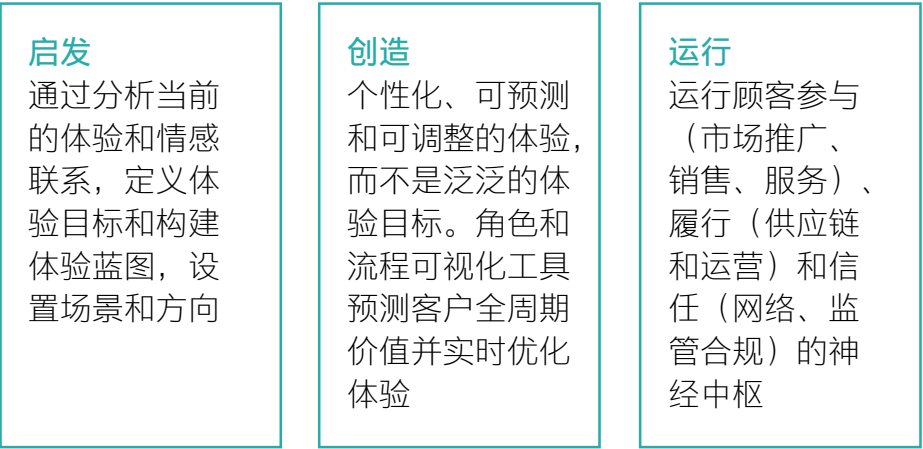 启发
通过分析当前
的体验和情感
联系，定义体
验目标和构建
体验蓝图，设
置场景和方向
创造
个性化、可预测
和可调整的体验，
而不是泛泛的体
验目标。角色和
流程可视化工具
预测客户全周期
价值并实时优化
体验
运行
运行顾客参与
（市场推广、
销售、服务）、
履行（供应链
和运营）和信
任（网络、监
管合规）的神
经中枢